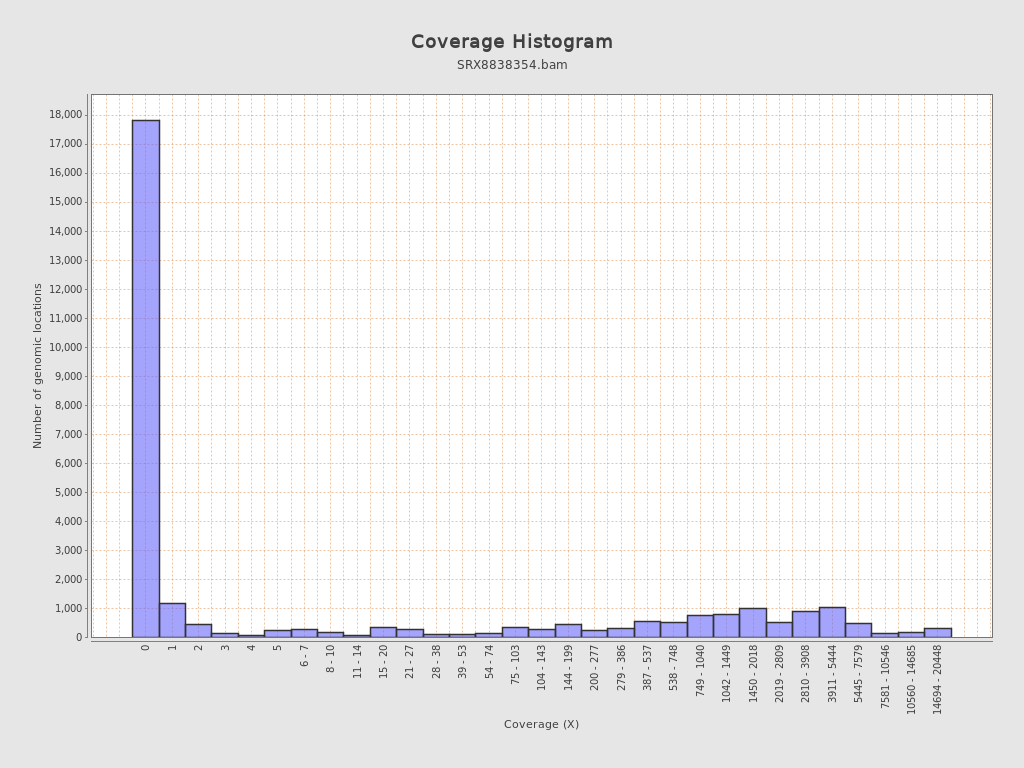 Coverage Histogram
SRX8838354.bam
Number of genomic locations
18,000
17,000
16,000
15,000
14,000
13,000
12,000
11,000
10,000
9,000
8,000
7,000
6,000
5,000
4,000
3,000
2,000
1,000
0
0
1
2
3
4
5
6 - 7
8 - 10
11 - 14
15 - 20
21 - 27
28 - 38
39 - 53
54 - 74
75 - 103
104 - 143
144 - 199
200 - 277
279 - 386
387 - 537
538 - 748
749 - 1040
1042 - 1449
1450 - 2018
2019 - 2809
2810 - 3908
3911 - 5444
5445 - 7579
7581 - 10546
10560 - 14685
14694 - 20448
Coverage (X)